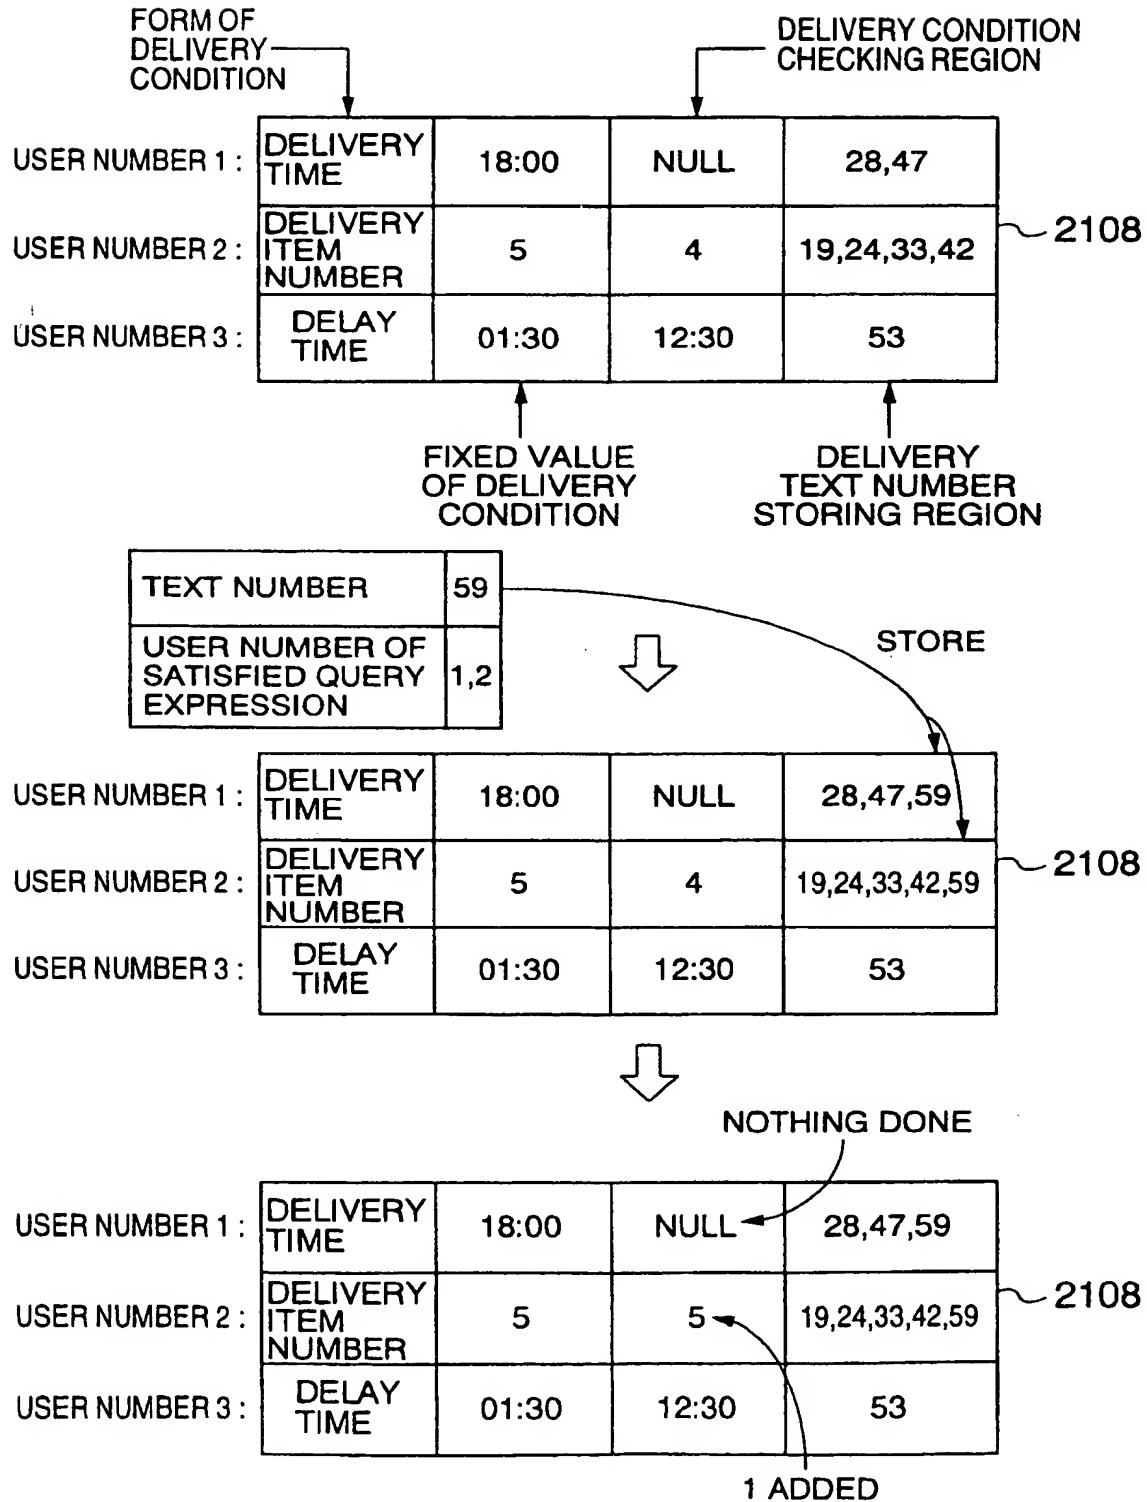 FORM OF
DELIVERY
CONDITION
DELIVERY CONDITION
CHECKING REGION
USER NUMBER 1 :
DELIVERY
TIME
18:00
NULL
28,47
USER NUMBER 2 :
DELIVERY
ITEM
NUMBER
5
4
19,24,33,42
2108
USER NUMBER 3 :
DELAY
TIME
01:30
12:30
53
FIXED VALUE
OF DELIVERY
CONDITION
DELIVERY
TEXT NUMBER
STORING REGION
TEXT NUMBER
59
USER NUMBER OF
SATISFIED QUERY
EXPRESSION
1,2
STORE
USER NUMBER 1 :
DELIVERY
TIME
18:00
NULL
28,47,59
USER NUMBER 2 :
DELIVERY
ITEM
NUMBER
5
4
19,24,33,42,59
2108
USER NUMBER 3 :
DELAY
TIME
01:30
12:30
53
NOTHING DONE
USER NUMBER 1 :
DELIVERY
TIME
18:00
NULL
28,47,59
USER NUMBER 2 :
DELIVERY
ITEM
NUMBER
5
5
19,24,33,42,59
2108
USER NUMBER 3 :
DELAY
TIME
01:30
12:30
53
1 ADDED